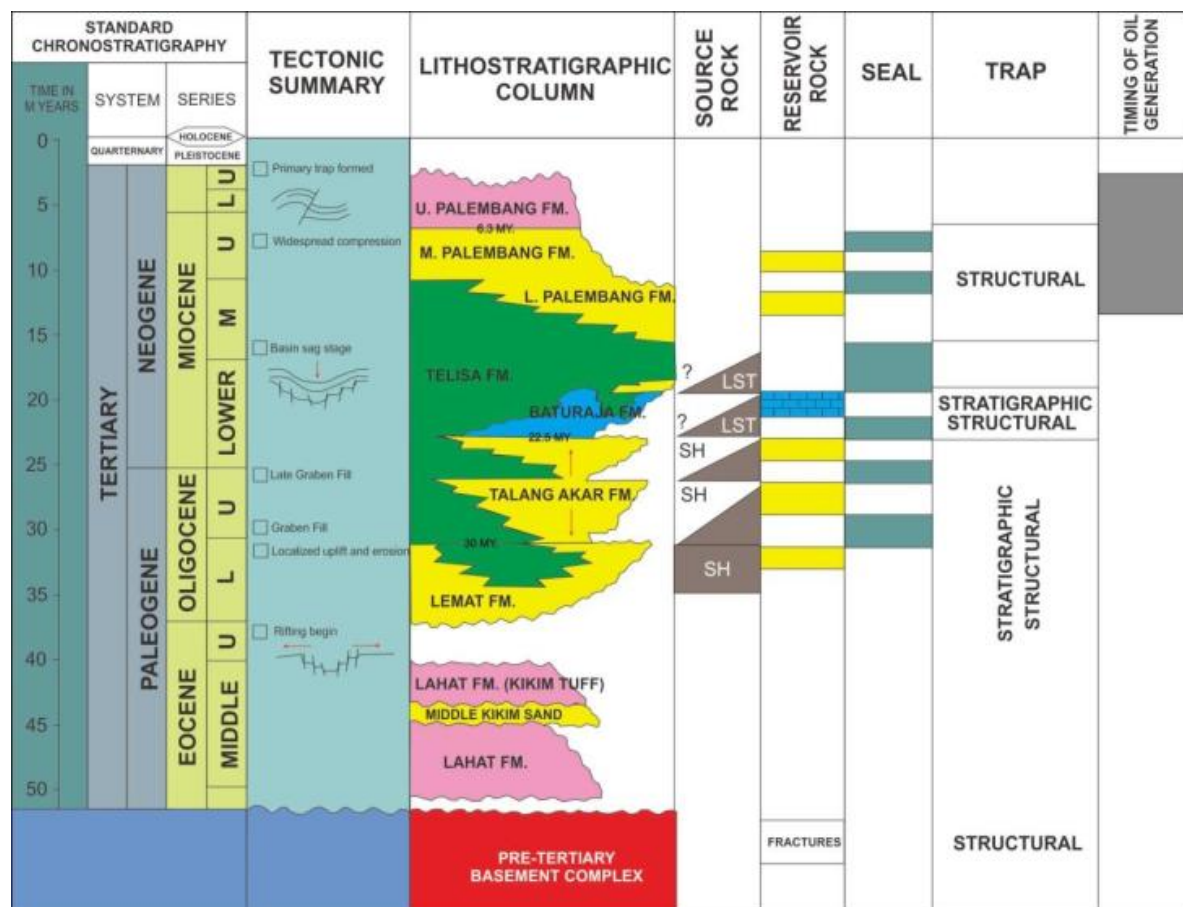 STANDARD
CHRONOSTRATIGRAPHY
TECTONIC
SUMMARY
LITHOSTRATIGRAPHIC
COLUMN
SOURCE
ROCK
RESERVOIR
ROCK
SEAL
TRAP
TIMING OF OIL
GENERATION
TIME IN
M YEARS
SYSTEM
SERIES
0
5
10
15
20
25
30
35
40
45
50
QUARTERNARY
HOLOCENE
PLEISTOCENE
TERTIARY
NEOGENE
PALEOGENE
MIOCENE
OLIGOCENE
EOCENE
U
L
U
M
LOWER
U
L
U
MIDDLE
Primary trap formed
Widespread compression
Basin sag stage
Late Graben Fill
Graben Fill
Localized uplift and erosion
Rifting begin
U. PALEMBANG FM.
6.3 MY.
M. PALEMBANG FM.
L. PALEMBANG FM.
TELISA FM.
BATURAJA FM.
22.5 MY
TALANG AKAR FM.
30 MY.
LEMAT FM.
LAHAT FM. (KIKIM TUFF)
MIDDLE KIKIM SAND
LAHAT FM.
PRE-TERTIARY
BASEMENT COMPLEX
?
LST
?
LST
SH
SH
SH
FRACTURES
STRUCTURAL
STRATIGRAPHIC
STRUCTURAL
STRATIGRAPHIC
STRUCTURAL
STRUCTURAL